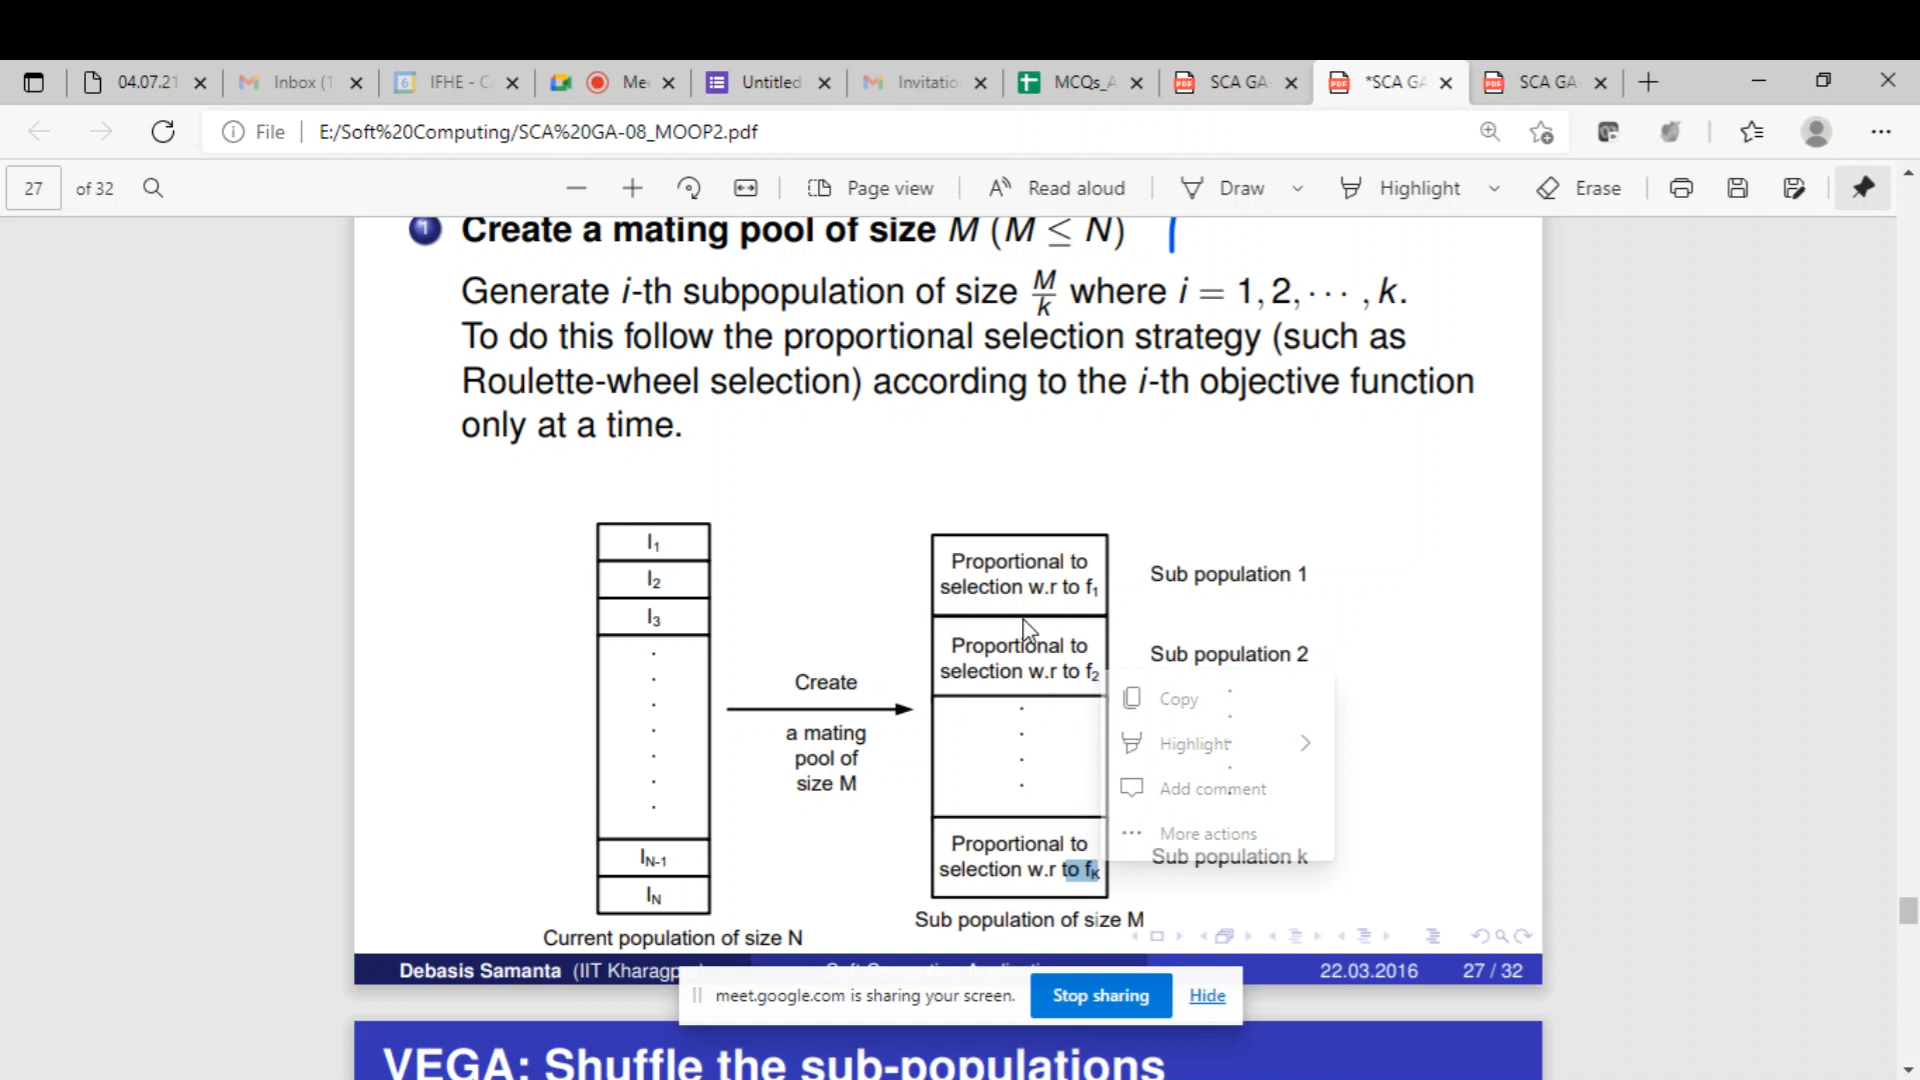 04.07.21
Inbox (1
IFHE - C
Me
Untitled
Invitatio
MCQs_A
SCA GA-
*SCA GA
SCA GA-
File
E:/Soft%20Computing/SCA%20GA-08_MOOP2.pdf
27 of 32
Page view
Read aloud
Draw
Highlight
Erase
1 Create a mating pool of size M (M ≤ N)
Generate i-th subpopulation of size M/k where i = 1, 2, ··· , k.
To do this follow the proportional selection strategy (such as
Roulette-wheel selection) according to the i-th objective function
only at a time.
I1
I2
I3
IN-1
IN
Current population of size N
Create
a mating
pool of
size M
Proportional to
selection w.r to f1
Proportional to
selection w.r to f2
Proportional to
selection w.r to fK
Sub population of size M
Sub population 1
Sub population 2
Sub population k
Copy
Highlight
Add comment
More actions
Debasis Samanta (IIT Kharagp
22.03.2016
27 / 32
meet.google.com is sharing your screen.
Stop sharing
Hide
VEGA: Shuffle the sub-populations